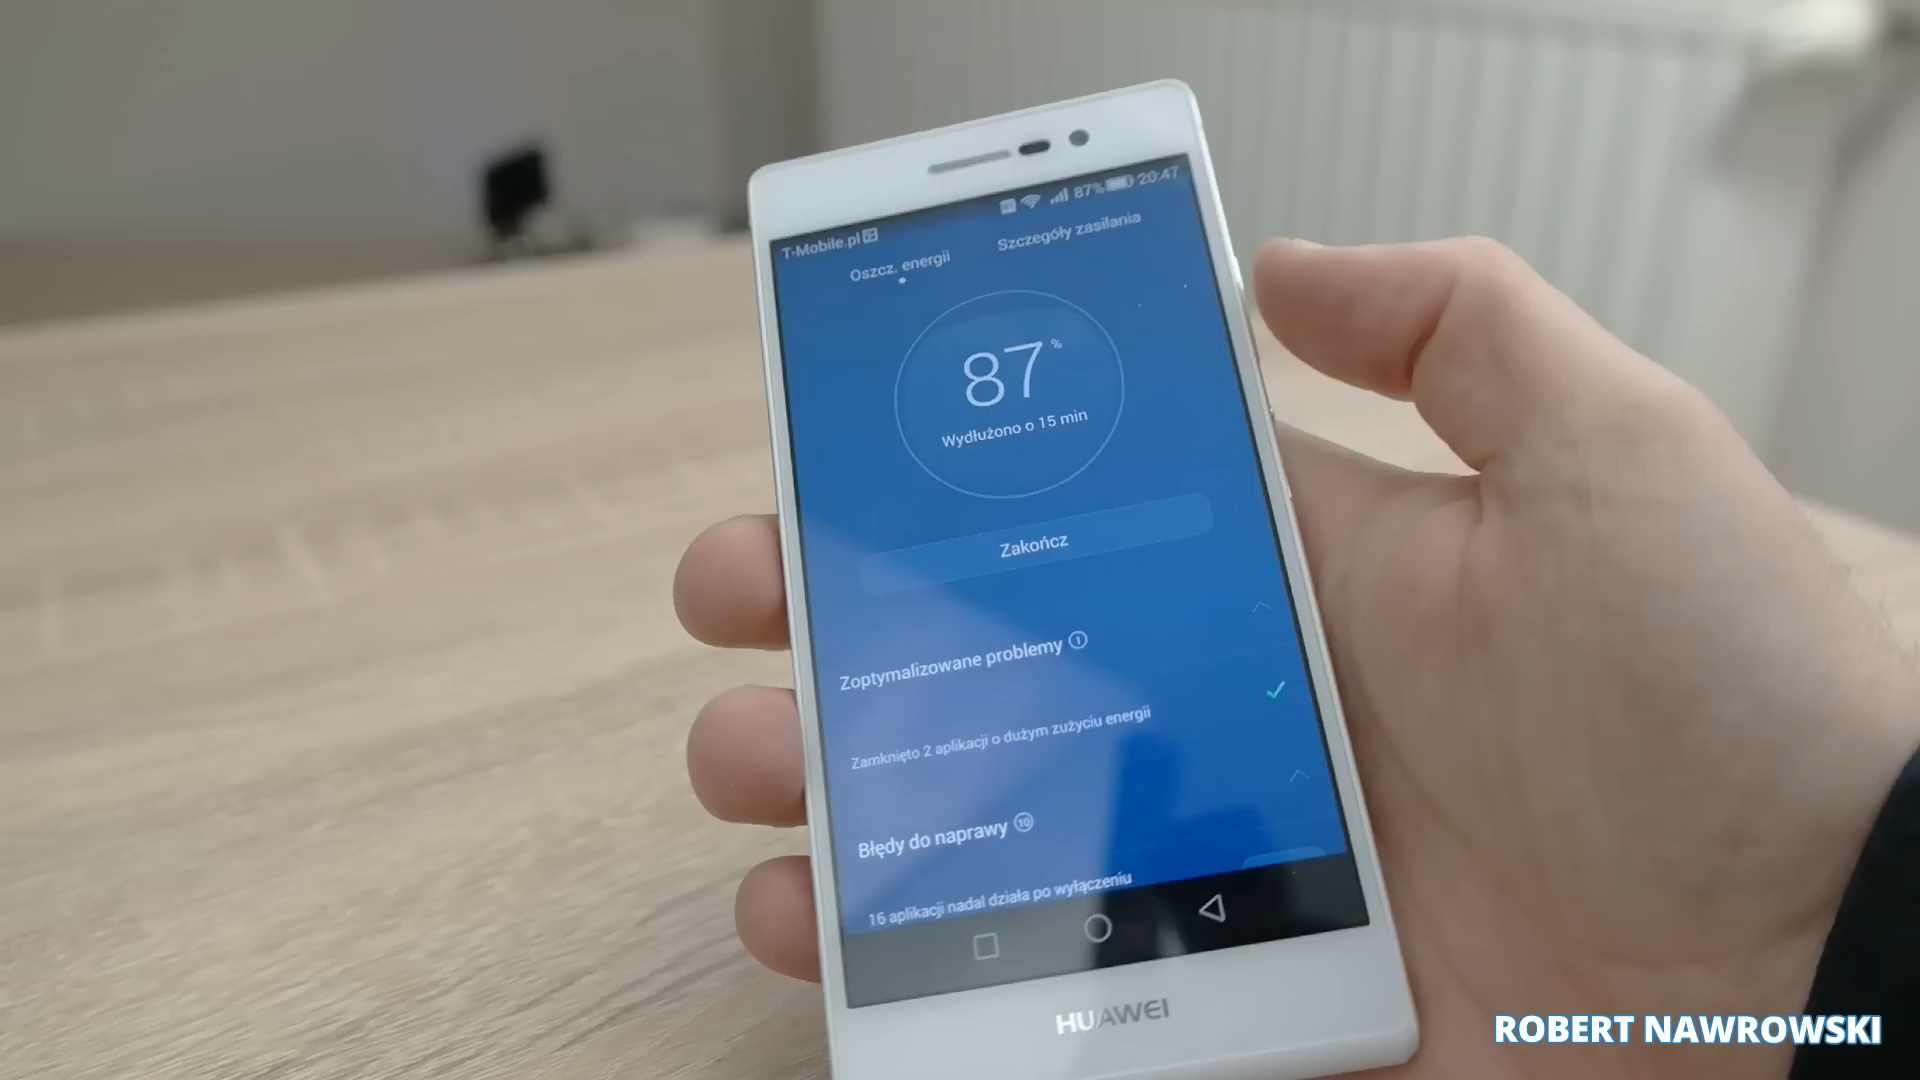 T-Mobile.pl
87% 20:47
Oszcz. energii
Szczegóły zasilania
87%
Wydłużono o 15 min
Zakończ
Zoptymalizowane problemy 1
Zamknięto 2 aplikacji o dużym zużyciu energii
Błędy do naprawy 10
16 aplikacji nadal działa po wyłączeniu
HUAWEI
ROBERT NAWROWSKI